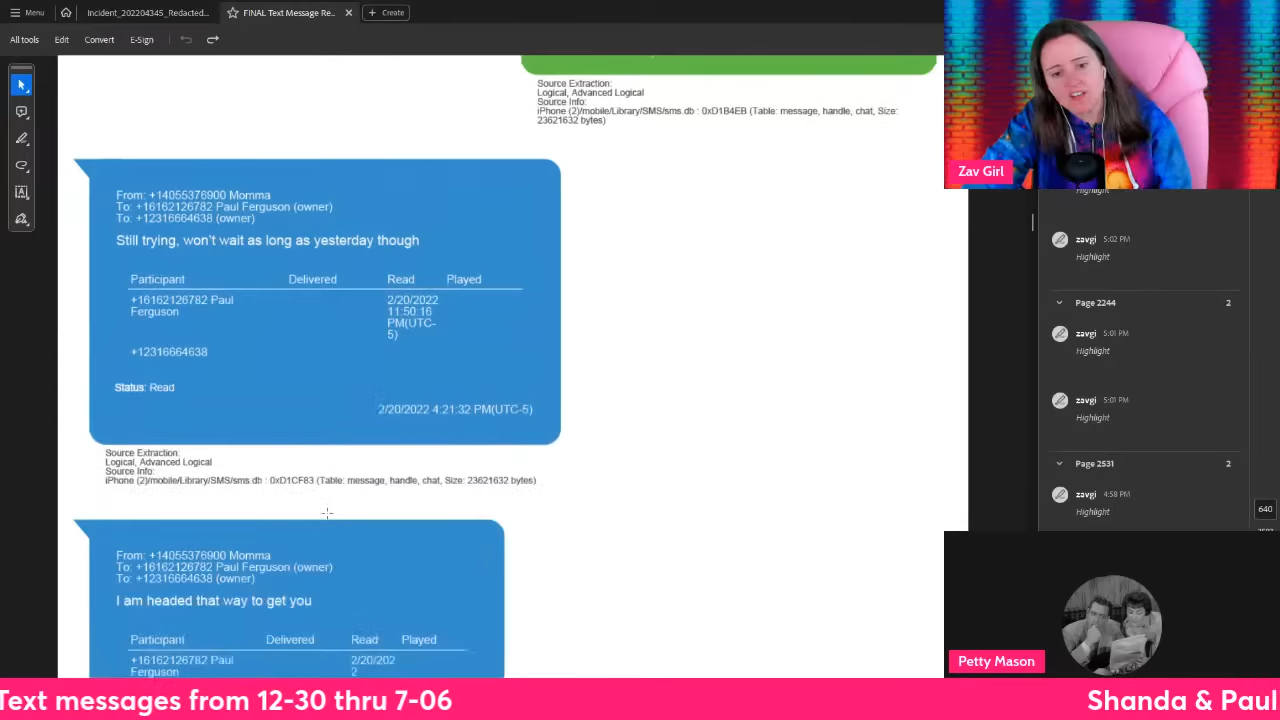 Menu
Incident_202204345_Redacted...
FINAL Text Message Re...
Create
All tools
Edit
Convert
E-Sign
Source Extraction:
Logical, Advanced Logical
Source Info:
iPhone (2)/mobile/Library/SMS/sms.db : 0xD1B4EB (Table: message, handle, chat, Size:
23621632 bytes)
From: +14055376900 Momma
To: +16162126782 Paul Ferguson (owner)
To: +12316664638 (owner)
Still trying, won't wait as long as yesterday though
Participant Delivered Read Played
+16162126782 Paul
Ferguson
2/20/2022
11:50:16
PM(UTC-
5)
+12316664638
Status: Read
2/20/2022 4:21:32 PM(UTC-5)
Source Extraction:
Logical, Advanced Logical
Source Info:
iPhone (2)/mobile/Library/SMS/sms.db : 0xD1CF83 (Table: message, handle, chat, Size: 23621632 bytes)
From: +14055376900 Momma
To: +16162126782 Paul Ferguson (owner)
To: +12316664638 (owner)
I am headed that way to get you
Participant Delivered Read Played
+16162126782 Paul
Ferguson
2/20/202
2
Zav Girl
Highlight
zavgi 5:02 PM
Highlight
Page 2244 2
zavgi 5:01 PM
Highlight
zavgi 5:01 PM
Highlight
Page 2531 2
zavgi 4:58 PM
Highlight
640
Petty Mason
Text messages from 12-30 thru 7-06
Shanda & Paul